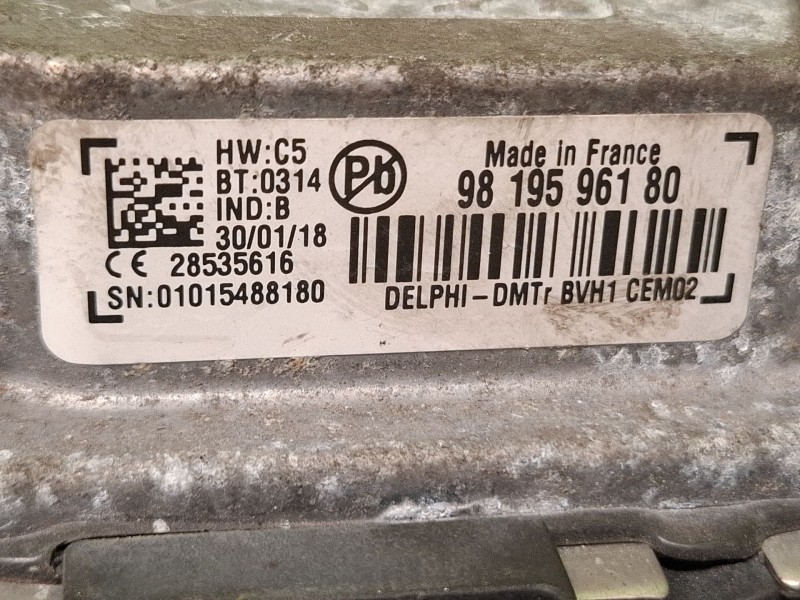 HW:C5
BT:0314
IND:B
30/01/18
CE 28535616
SN:01015488180
Pb
Made in France
98 195 961 80
DELPHI-DMTr BVH1 CEM02
H